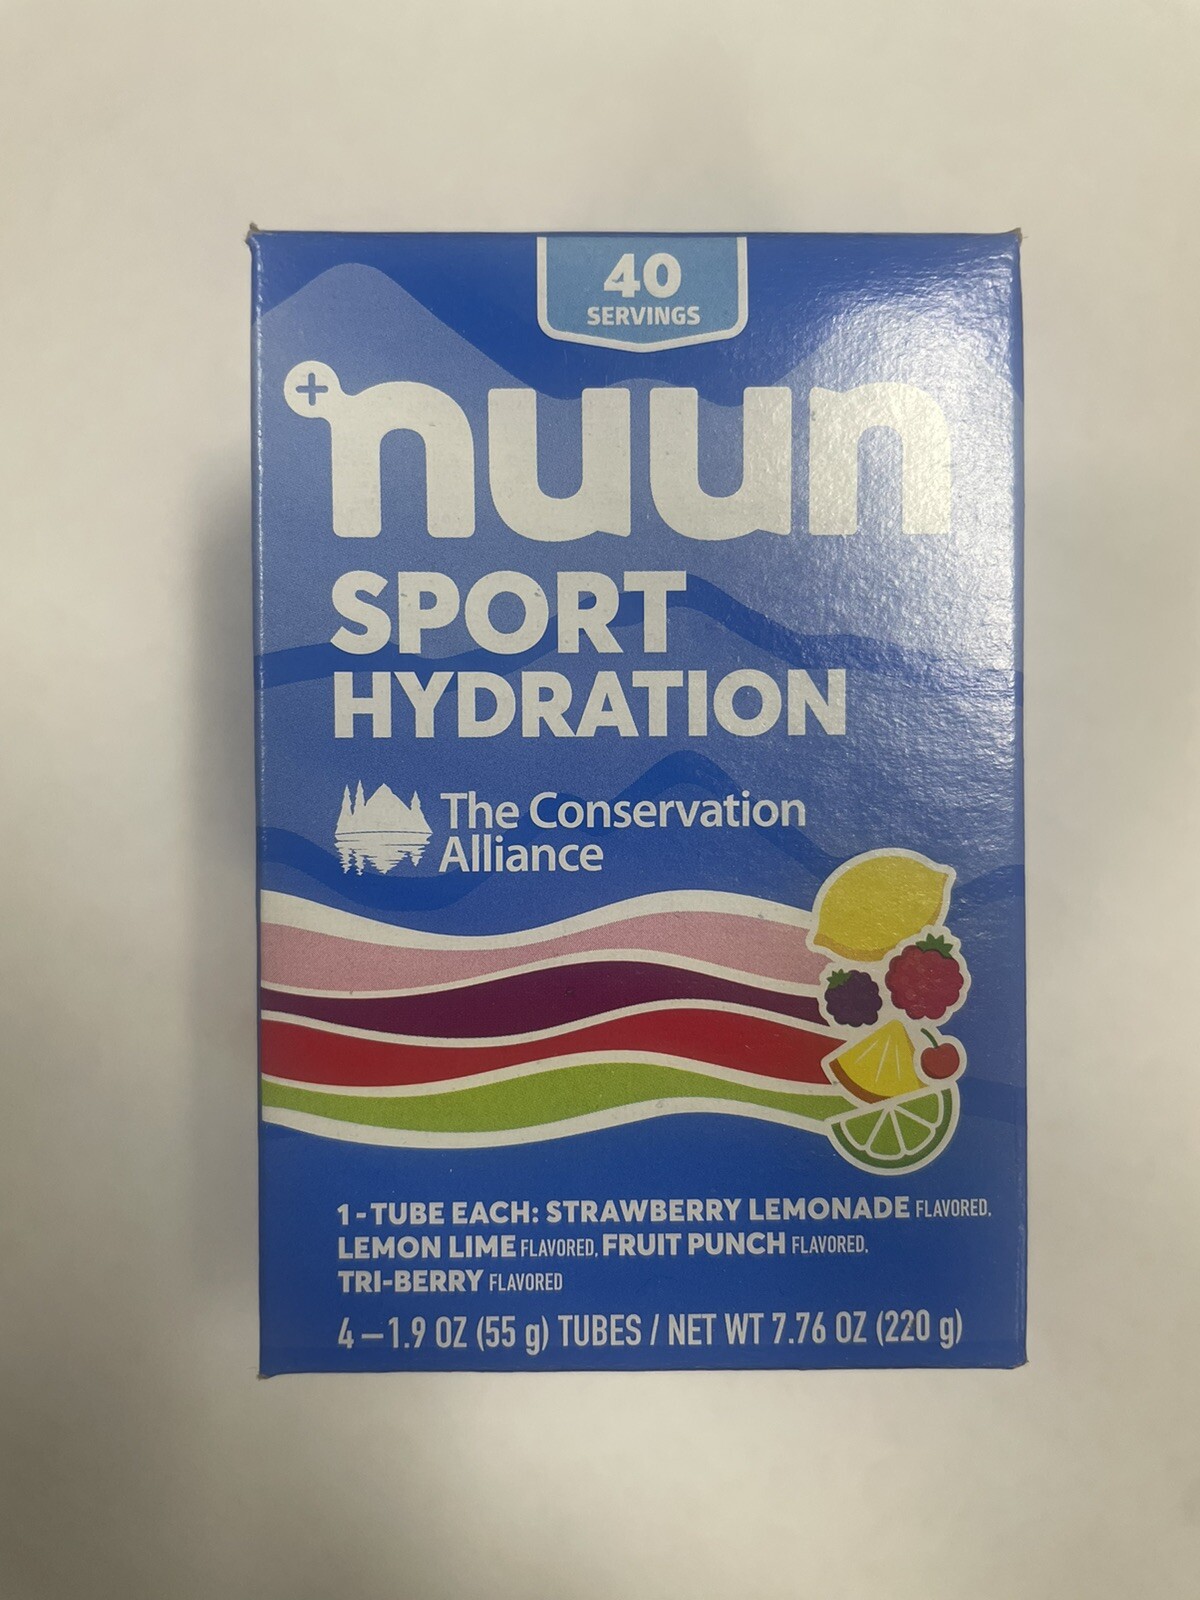 40
SERVINGS
nuun
SPORT
HYDRATION
The Conservation
Alliance
1-TUBE EACH: STRAWBERRY LEMONADE FLAVORED,
LEMON LIME FLAVORED, FRUIT PUNCH FLAVORED,
TRI-BERRY FLAVORED
4–1.9 OZ (55 g) TUBES / NET WT 7.76 OZ (220 g)